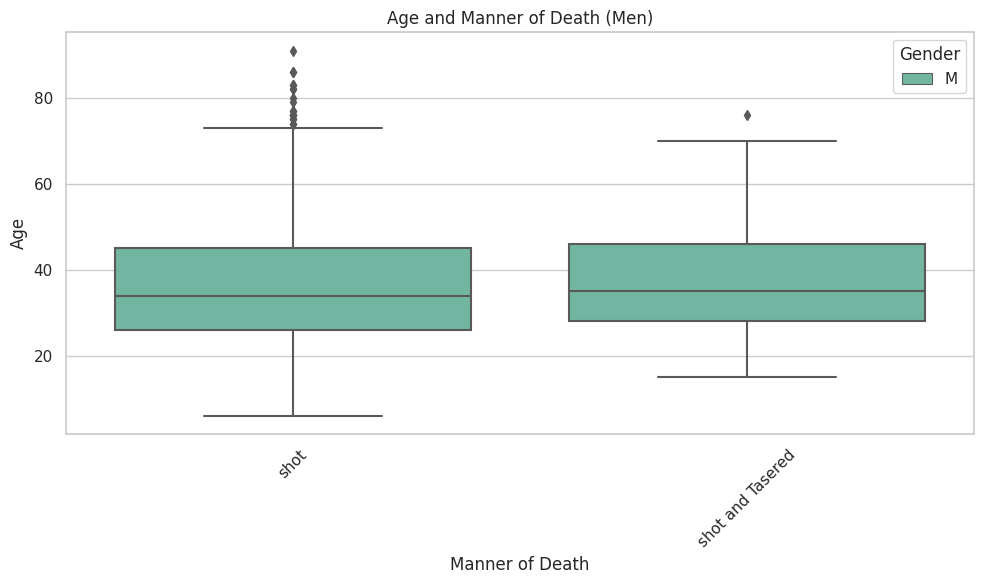 Age and Manner of Death (Men)
Gender
M
80
60
40
20
Age
shot
shot and Tasered
Manner of Death